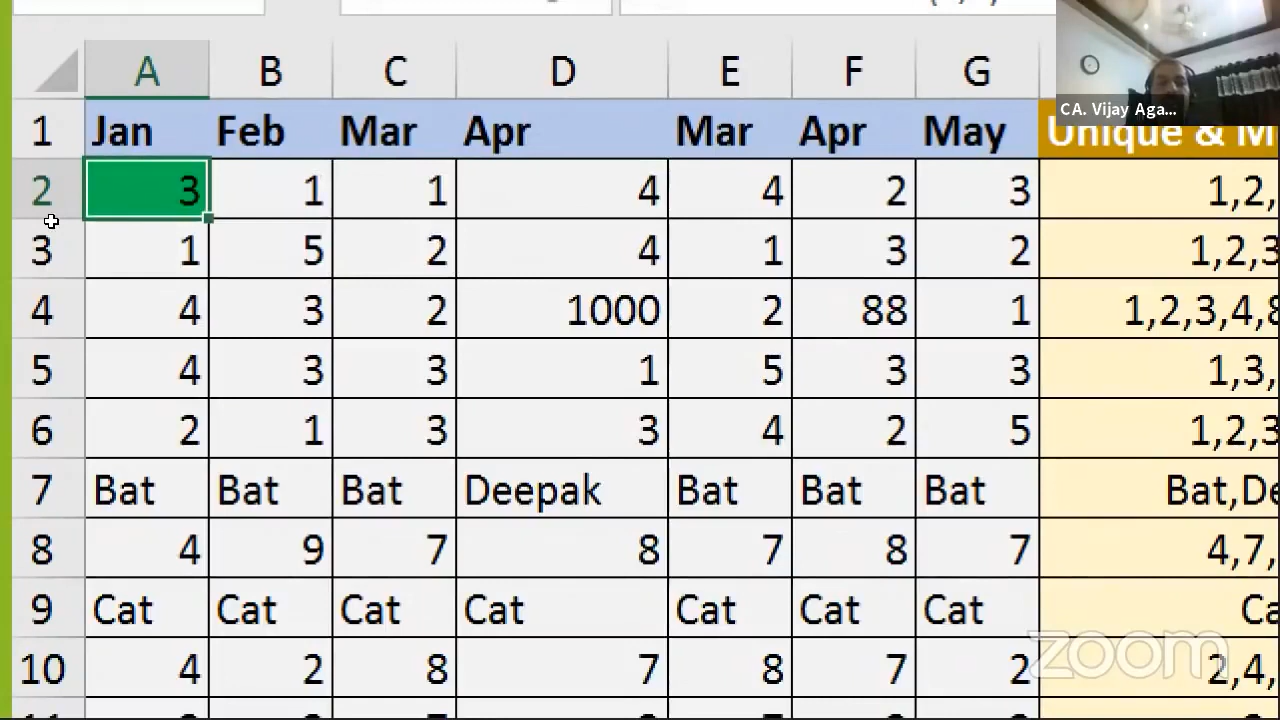 A B C D E F G
CA. Vijay Aga...
1 Jan Feb Mar Apr Mar Apr May Unique & M
2 3 1 1 4 4 2 3 1,2,
3 1 5 2 4 1 3 2 1,2,3
4 4 3 2 1000 2 88 1 1,2,3,4,8
5 4 3 3 1 5 3 3 1,3,
6 2 1 3 3 4 2 5 1,2,3
7 Bat Bat Bat Deepak Bat Bat Bat Bat,De
8 4 9 7 8 7 8 7 4,7,
9 Cat Cat Cat Cat Cat Cat Cat Ca
10 4 2 8 7 8 7 2 2,4,
zoom